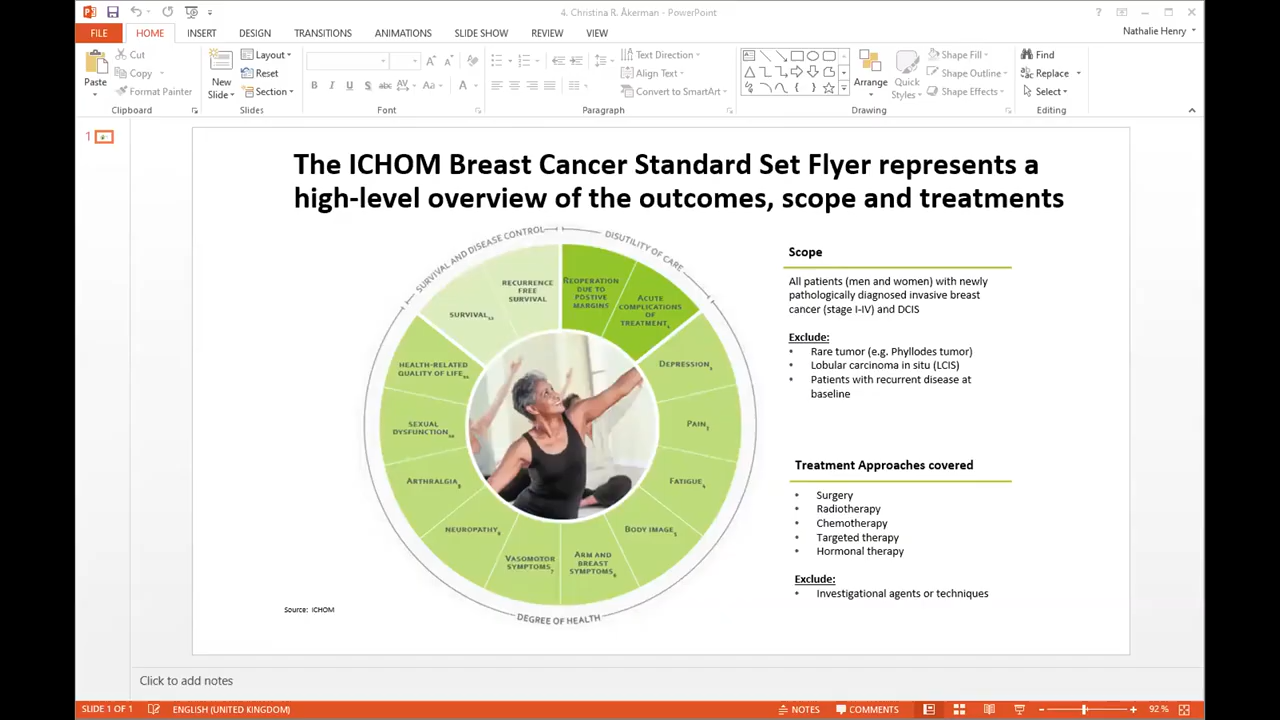 4. Christina R. Åkerman - PowerPoint
FILE
HOME
INSERT
DESIGN
TRANSITIONS
ANIMATIONS
SLIDE SHOW
REVIEW
VIEW
Nathalie Henry
Paste
Cut
Copy
Format Painter
Clipboard
New
Slide
Layout
Reset
Section
Slides
B I U S abc AV Aa A
Font
Text Direction
Align Text
Convert to SmartArt
Paragraph
Arrange
Quick
Styles
Shape Fill
Shape Outline
Shape Effects
Drawing
Find
Replace
Select
Editing
1
The ICHOM Breast Cancer Standard Set Flyer represents a
high-level overview of the outcomes, scope and treatments
SURVIVAL AND DISEASE CONTROL
DISUTILITY OF CARE
RECURRENCE
FREE
SURVIVAL
REOPERATION
DUE TO
POSTIVE
MARGINS
ACUTE
COMPLICATIONS
OF
TREATMENT
SURVIVAL
DEPRESSION
HEALTH-RELATED
QUALITY OF LIFE
PAIN
SEXUAL
DYSFUNCTION
FATIGUE
ARTHRALGIA
BODY IMAGE
NEUROPATHY
VASOMOTOR
SYMPTOMS
ARM AND
BREAST
SYMPTOMS
DEGREE OF HEALTH
Source: ICHOM
Scope
All patients (men and women) with newly
pathologically diagnosed invasive breast
cancer (stage I-IV) and DCIS
Exclude:
• Rare tumor (e.g. Phyllodes tumor)
• Lobular carcinoma in situ (LCIS)
• Patients with recurrent disease at
baseline
Treatment Approaches covered
• Surgery
• Radiotherapy
• Chemotherapy
• Targeted therapy
• Hormonal therapy
Exclude:
• Investigational agents or techniques
Click to add notes
SLIDE 1 OF 1
ENGLISH (UNITED KINGDOM)
NOTES
COMMENTS
92 %